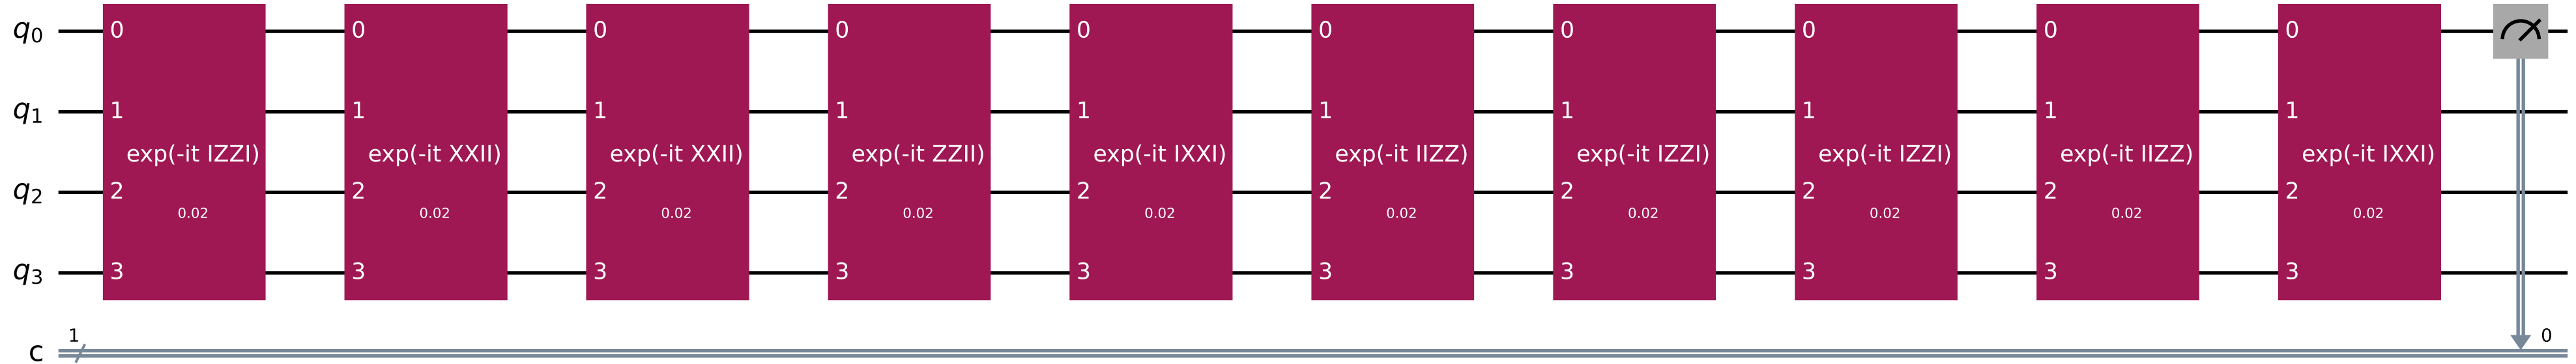 q0 0 0 0 0 0 0 0 0 0 0
q1 1 1 1 1 1 1 1 1 1 1
exp(-it IZZI) exp(-it XXII) exp(-it XXII) exp(-it ZZII) exp(-it IXXI) exp(-it IIZZ) exp(-it IZZI) exp(-it IZZI) exp(-it IIZZ) exp(-it IXXI)
q2 2 2 2 2 2 2 2 2 2 2
0.02 0.02 0.02 0.02 0.02 0.02 0.02 0.02 0.02 0.02
q3 3 3 3 3 3 3 3 3 3 3
1 0
c